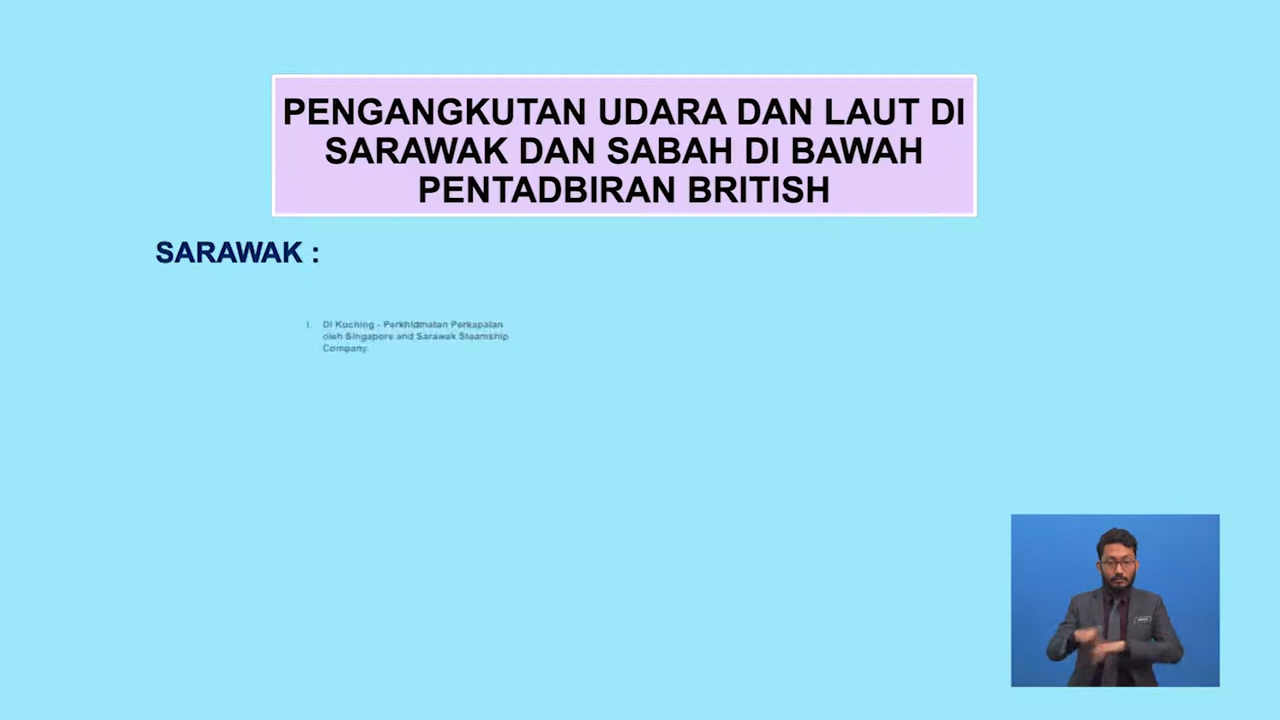 PENGANGKUTAN UDARA DAN LAUT DI
SARAWAK DAN SABAH DI BAWAH
PENTADBIRAN BRITISH
SARAWAK :
I. Di Kuching - Perkhidmatan Perkapalan
oleh Singapore and Sarawak Steamship
Company.